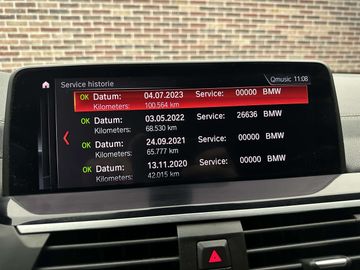 Service historie
Qmusic 11:08
OK Datum: 04.07.2023 Service: 00000 BMW
Kilometers: 100.564 km
OK Datum: 03.05.2022 Service: 26636 BMW
Kilometers: 68.530 km
OK Datum: 24.09.2021 Service: 00000 BMW
Kilometers: 65.777 km
OK Datum: 13.11.2020 Service: 00000 BMW
Kilometers: 42.015 km